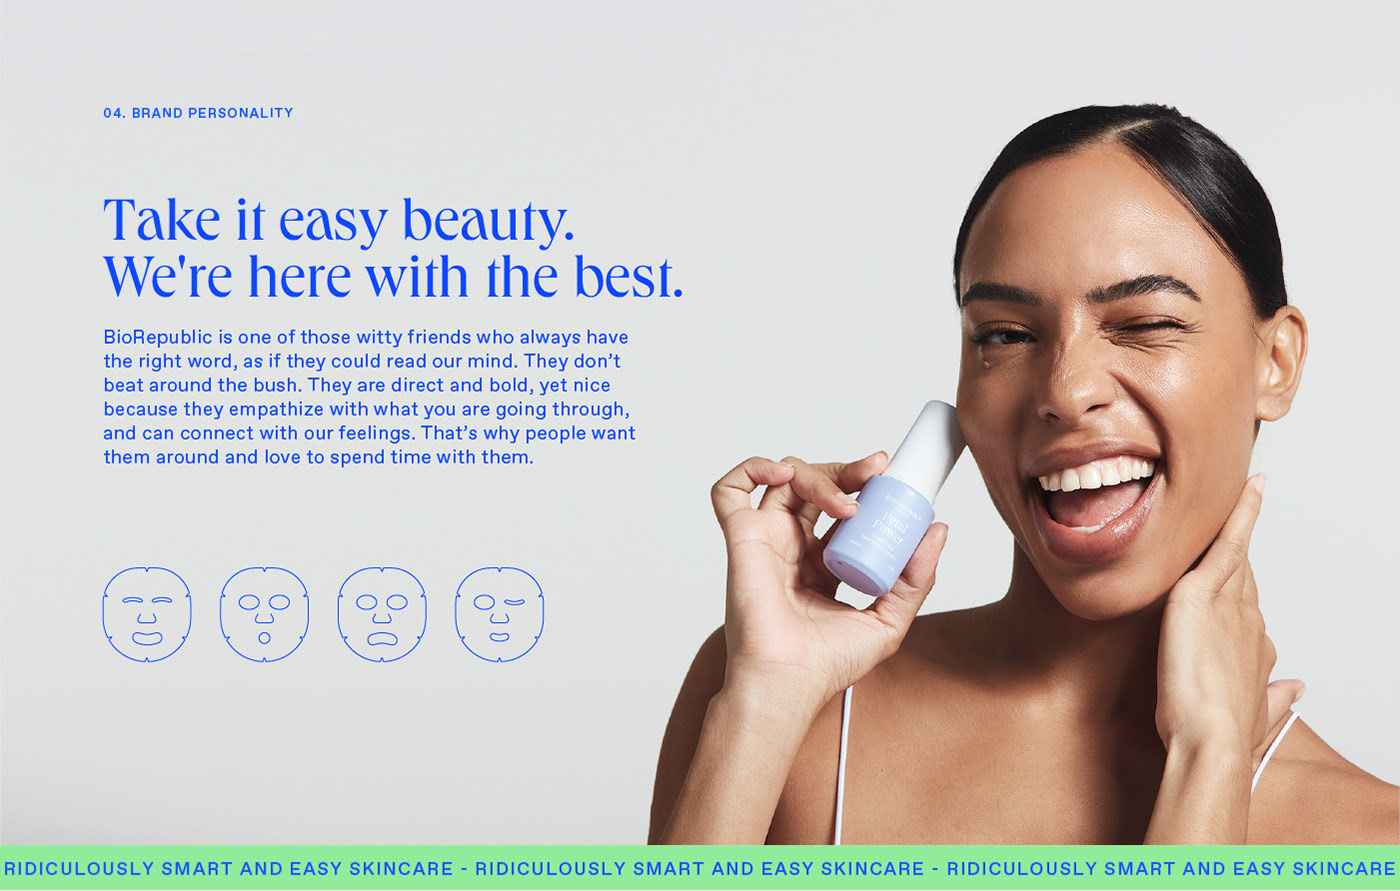 04. BRAND PERSONALITY
Take it easy beauty.
We're here with the best.
BioRepublic is one of those witty friends who always have
the right word, as if they could read our mind. They don’t
beat around the bush. They are direct and bold, yet nice
because they empathize with what you are going through,
and can connect with our feelings. That’s why people want
them around and love to spend time with them.
Petal
Power
RIDICULOUSLY SMART AND EASY SKINCARE - RIDICULOUSLY SMART AND EASY SKINCARE - RIDICULOUSLY SMART AND EASY SKINCARE